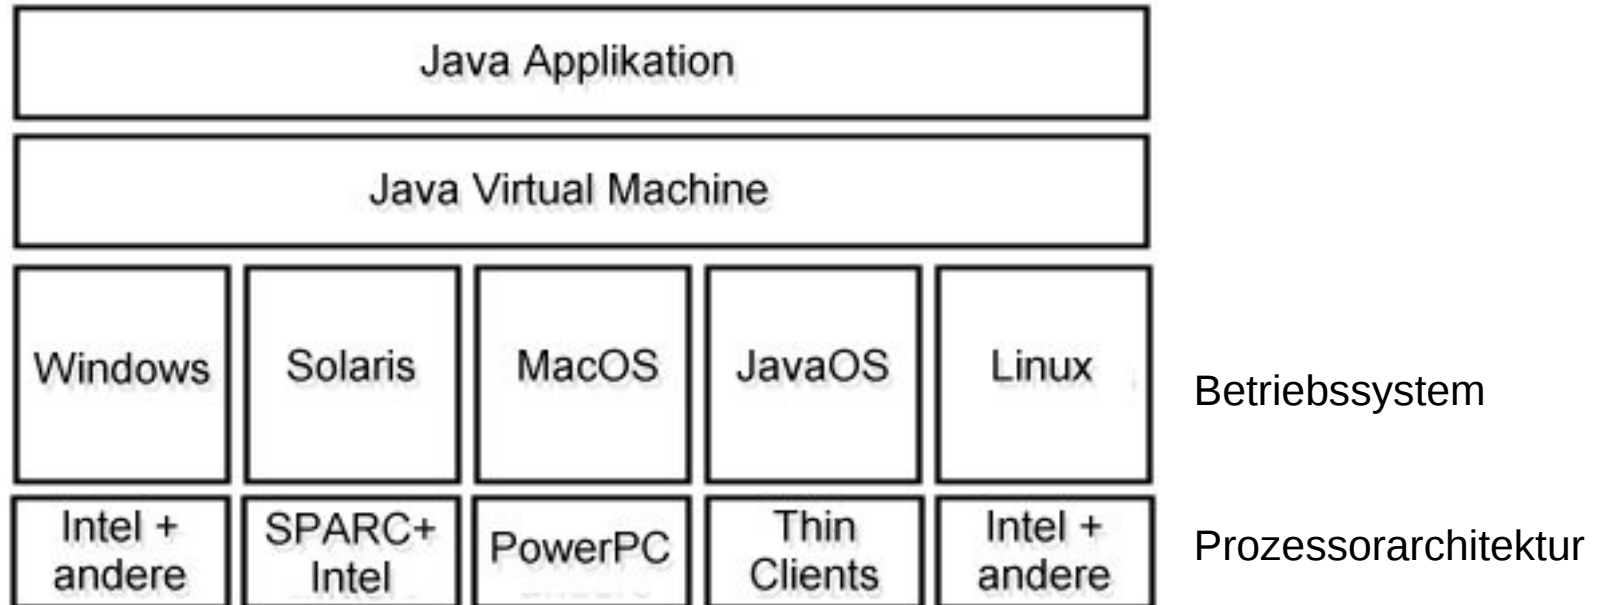 Java Applikation
Java Virtual Machine
Windows
Solaris
MacOS
JavaOS
Linux
Betriebssystem
Intel +
andere
SPARC+
Intel
PowerPC
Thin
Clients
Intel +
andere
Prozessorarchitektur